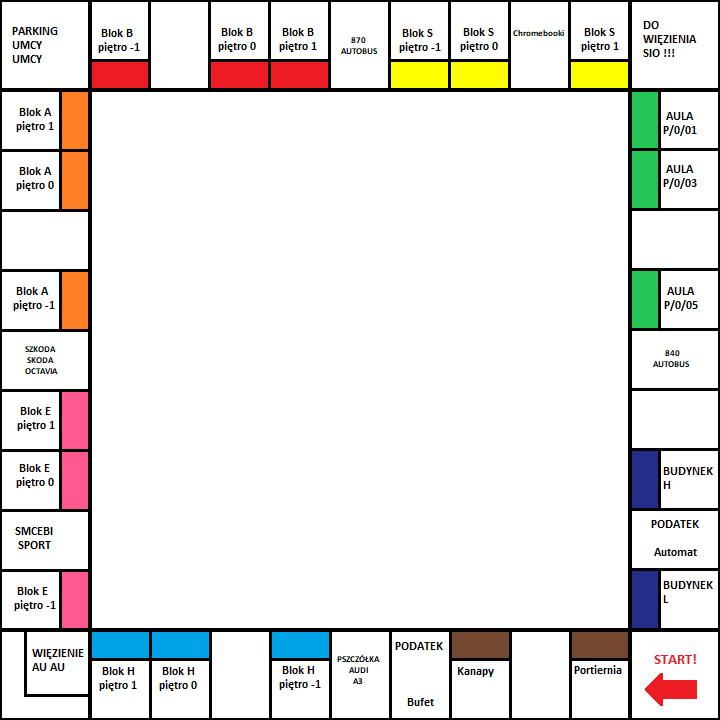 PARKING
UMCY
UMCY
Blok B
piętro -1
Blok B
piętro 0
Blok B
piętro 1
870
AUTOBUS
Blok S
piętro -1
Blok S
piętro 0
Chromebooki
Blok S
piętro 1
DO
WIĘZIENIA
SIO !!!
Blok A
piętro 1
AULA
P/0/01
Blok A
piętro 0
AULA
P/0/03
Blok A
piętro -1
AULA
P/0/05
SZKODA
SKODA
OCTAVIA
840
AUTOBUS
Blok E
piętro 1
Blok E
piętro 0
BUDYNEK
H
SMCEBI
SPORT
PODATEK
Automat
Blok E
piętro -1
BUDYNEK
L
WIĘZIENIE
AU AU
Blok H
piętro 1
Blok H
piętro 0
Blok H
piętro -1
PSZCZÓŁKA
AUDI
A3
PODATEK
Bufet
Kanapy
Portiernia
START!